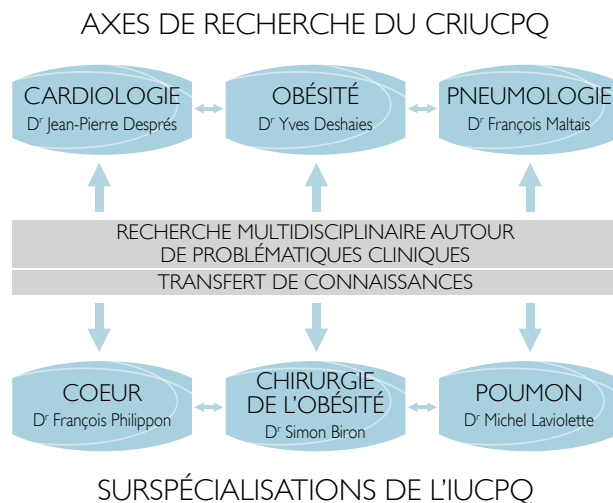 AXES DE RECHERCHE DU CRIUCPQ
CARDIOLOGIE
Dr Jean-Pierre Després
OBÉSITÉ
Dr Yves Deshaies
PNEUMOLOGIE
Dr François Maltais
RECHERCHE MULTIDISCIPLINAIRE AUTOUR
DE PROBLÉMATIQUES CLINIQUES
TRANSFERT DE CONNAISSANCES
COEUR
Dr François Philippon
CHIRURGIE
DE L'OBÉSITÉ
Dr Simon Biron
POUMON
Dr Michel Laviolette
SURSPÉCIALISATIONS DE L'IUCPQ